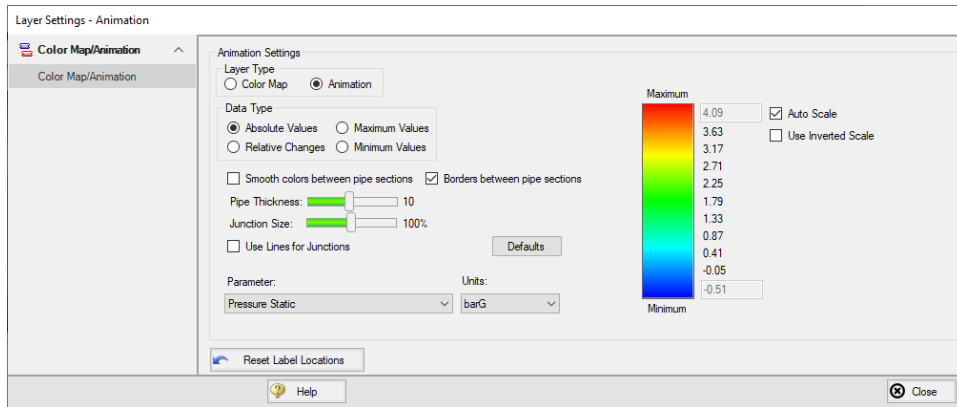 Layer Settings - Animation
Color Map/Animation
Color Map/Animation
Animation Settings
Layer Type
Color Map Animation
Data Type
Absolute Values Maximum Values
Relative Changes Minimum Values
Smooth colors between pipe sections Borders between pipe sections
Pipe Thickness: 10
Junction Size: 100%
Use Lines for Junctions Defaults
Parameter: Units:
Pressure Static barG
Maximum
4.09
3.63
3.17
2.71
2.25
1.79
1.33
0.87
0.41
-0.05
-0.51
Minimum
Auto Scale
Use Inverted Scale
Reset Label Locations
Help Close